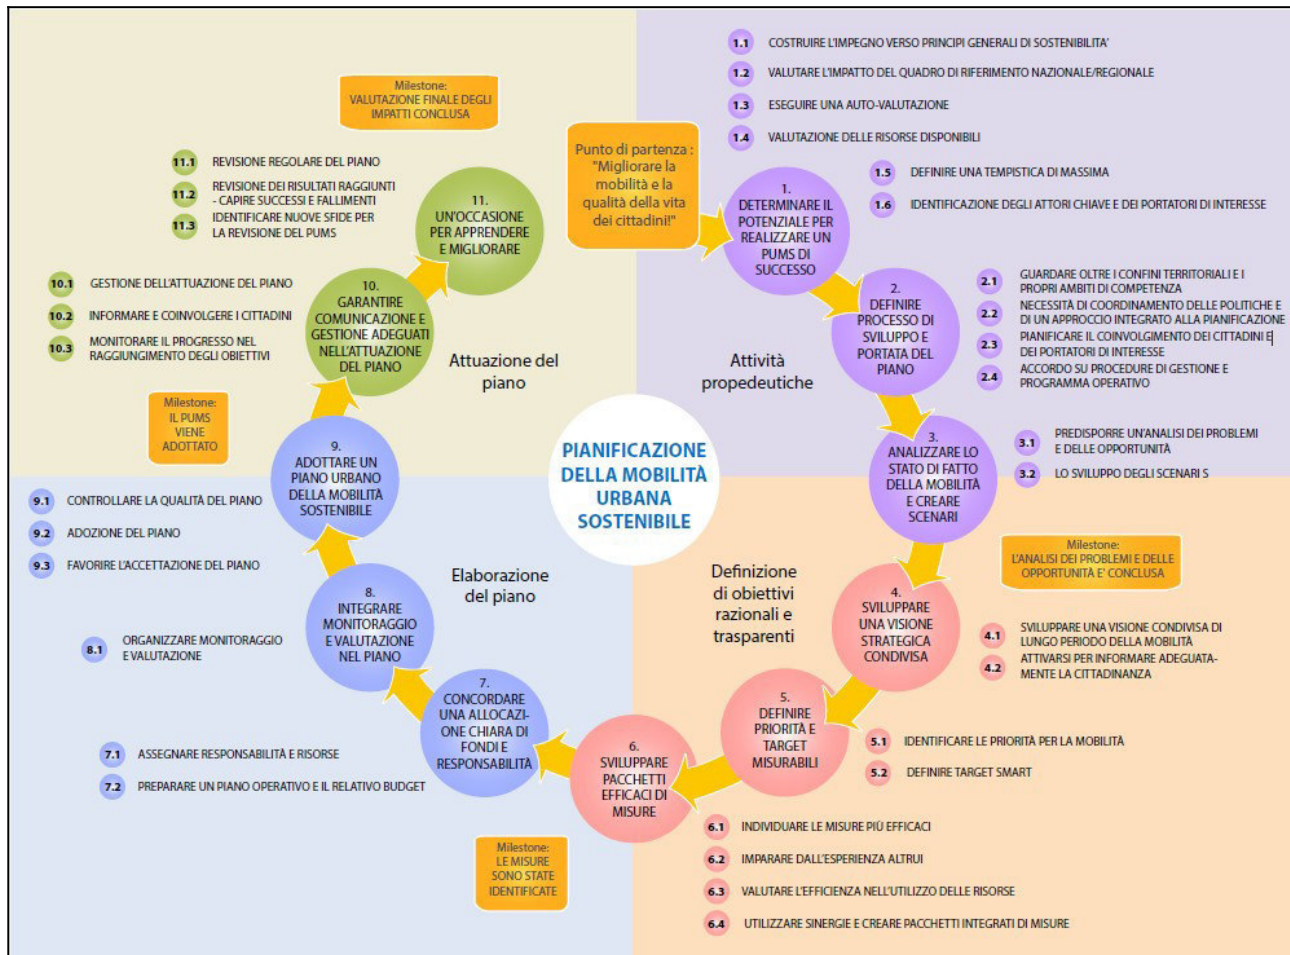 PIANIFICAZIONE
DELLA MOBILITÀ
URBANA
SOSTENIBILE
Punto di partenza :
"Migliorare la
mobilità e la
qualità della vita
dei cittadini!"
Attività
propedeutiche
1.
DETERMINARE IL
POTENZIALE PER
REALIZZARE UN
PUMS DI
SUCCESSO
1.1 COSTRUIRE L'IMPEGNO VERSO PRINCIPI GENERALI DI SOSTENIBILITA'
1.2 VALUTARE L'IMPATTO DEL QUADRO DI RIFERIMENTO NAZIONALE/REGIONALE
1.3 ESEGUIRE UNA AUTO-VALUTAZIONE
1.4 VALUTAZIONE DELLE RISORSE DISPONIBILI
1.5 DEFINIRE UNA TEMPISTICA DI MASSIMA
1.6 IDENTIFICAZIONE DEGLI ATTORI CHIAVE E DEI PORTATORI DI INTERESSE
2.
DEFINIRE
PROCESSO DI
SVILUPPO E
PORTATA DEL
PIANO
2.1 GUARDARE OLTRE I CONFINI TERRITORIALI E I
PROPRI AMBITI DI COMPETENZA
2.2 NECESSITÀ DI COORDINAMENTO DELLE POLITICHE E
DI UN APPROCCIO INTEGRATO ALLA PIANIFICAZIONE
2.3 PIANIFICARE IL COINVOLGIMENTO DEI CITTADINI E
DEI PORTATORI DI INTERESSE
2.4 ACCORDO SU PROCEDURE DI GESTIONE E
PROGRAMMA OPERATIVO
3.
ANALIZZARE LO
STATO DI FATTO
DELLA MOBILITÀ
E CREARE
SCENARI
3.1 PREDISPORRE UN'ANALISI DEI PROBLEMI
E DELLE OPPORTUNITÀ
3.2 LO SVILUPPO DEGLI SCENARI S
Milestone:
L'ANALISI DEI PROBLEMI E DELLE
OPPORTUNITÀ E' CONCLUSA
Definizione
di obiettivi
razionali e
trasparenti
4.
SVILUPPARE
UNA VISIONE
STRATEGICA
CONDIVISA
4.1 SVILUPPARE UNA VISIONE CONDIVISA DI
LUNGO PERIODO DELLA MOBILITÀ
4.2 ATTIVARSI PER INFORMARE ADEGUATA-
MENTE LA CITTADINANZA
5.
DEFINIRE
PRIORITÀ E
TARGET
MISURABILI
5.1 IDENTIFICARE LE PRIORITÀ PER LA MOBILITÀ
5.2 DEFINIRE TARGET SMART
6.
SVILUPPARE
PACCHETTI
EFFICACI DI
MISURE
6.1 INDIVIDUARE LE MISURE PIÙ EFFICACI
6.2 IMPARARE DALL'ESPERIENZA ALTRUI
6.3 VALUTARE L'EFFICIENZA NELL'UTILIZZO DELLE RISORSE
6.4 UTILIZZARE SINERGIE E CREARE PACCHETTI INTEGRATI DI MISURE
Milestone:
LE MISURE
SONO STATE
IDENTIFICATE
Elaborazione
del piano
7.
CONCORDARE
UNA ALLOCAZI-
ONE CHIARA DI
FONDI E
RESPONSABILITÀ
7.1 ASSEGNARE RESPONSABILITÀ E RISORSE
7.2 PREPARARE UN PIANO OPERATIVO E IL RELATIVO BUDGET
8.
INTEGRARE
MONITORAGGIO
E VALUTAZIONE
NEL PIANO
8.1 ORGANIZZARE MONITORAGGIO
E VALUTAZIONE
9.
ADOTTARE UN
PIANO URBANO
DELLA MOBILITÀ
SOSTENIBILE
9.1 CONTROLLARE LA QUALITÀ DEL PIANO
9.2 ADOZIONE DEL PIANO
9.3 FAVORIRE L'ACCETTAZIONE DEL PIANO
Milestone:
IL PUMS
VIENE
ADOTTATO
Attuazione del
piano
10.
GARANTIRE
COMUNICAZIONE E
GESTIONE ADEGUATI
NELL'ATTUAZIONE
DEL PIANO
10.1 GESTIONE DELL'ATTUAZIONE DEL PIANO
10.2 INFORMARE E COINVOLGERE I CITTADINI
10.3 MONITORARE IL PROGRESSO NEL
RAGGIUNGIMENTO DEGLI OBIETTIVI
11.
UN'OCCASIONE
PER APPRENDERE
E MIGLIORARE
11.1 REVISIONE REGOLARE DEL PIANO
11.2 REVISIONE DEI RISULTATI RAGGIUNTI
- CAPIRE SUCCESSI E FALLIMENTI
11.3 IDENTIFICARE NUOVE SFIDE PER
LA REVISIONE DEL PUMS
Milestone:
VALUTAZIONE FINALE DEGLI
IMPATTI CONCLUSA